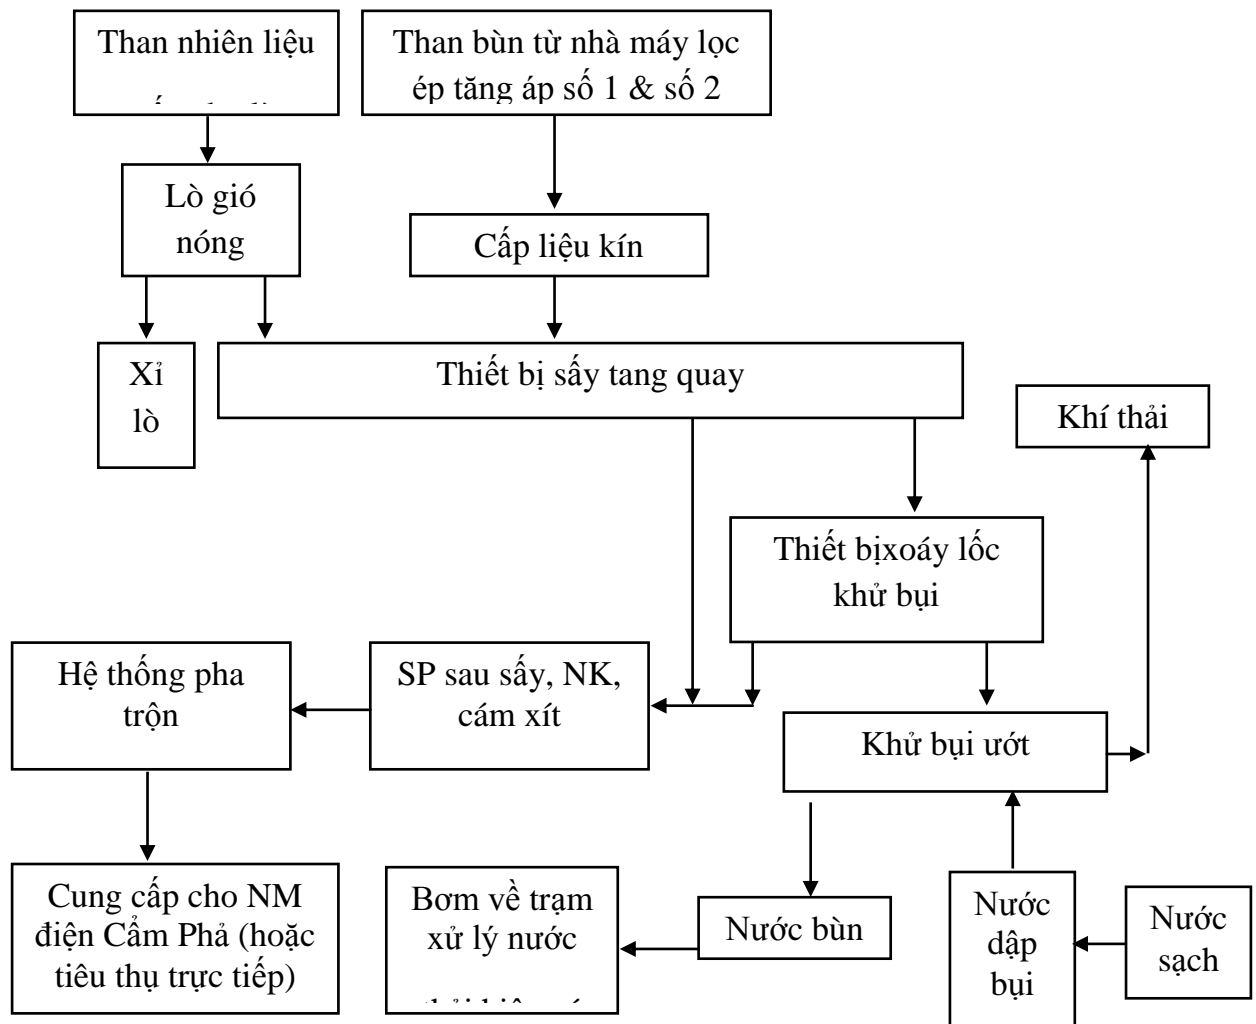 Than nhiên liệu
Than bùn từ nhà máy lọc
ép tăng áp số 1 & số 2
Lò gió
nóng
Cấp liệu kín
Xỉ
lò
Thiết bị sấy tang quay
Khí thải
Thiết bịxoáy lốc
khử bụi
Hệ thống pha
trộn
SP sau sấy, NK,
cám xít
Khử bụi ướt
Cung cấp cho NM
điện Cẩm Phả (hoặc
tiêu thụ trực tiếp)
Bơm về trạm
xử lý nước
Nước bùn
Nước
dập
bụi
Nước
sạch